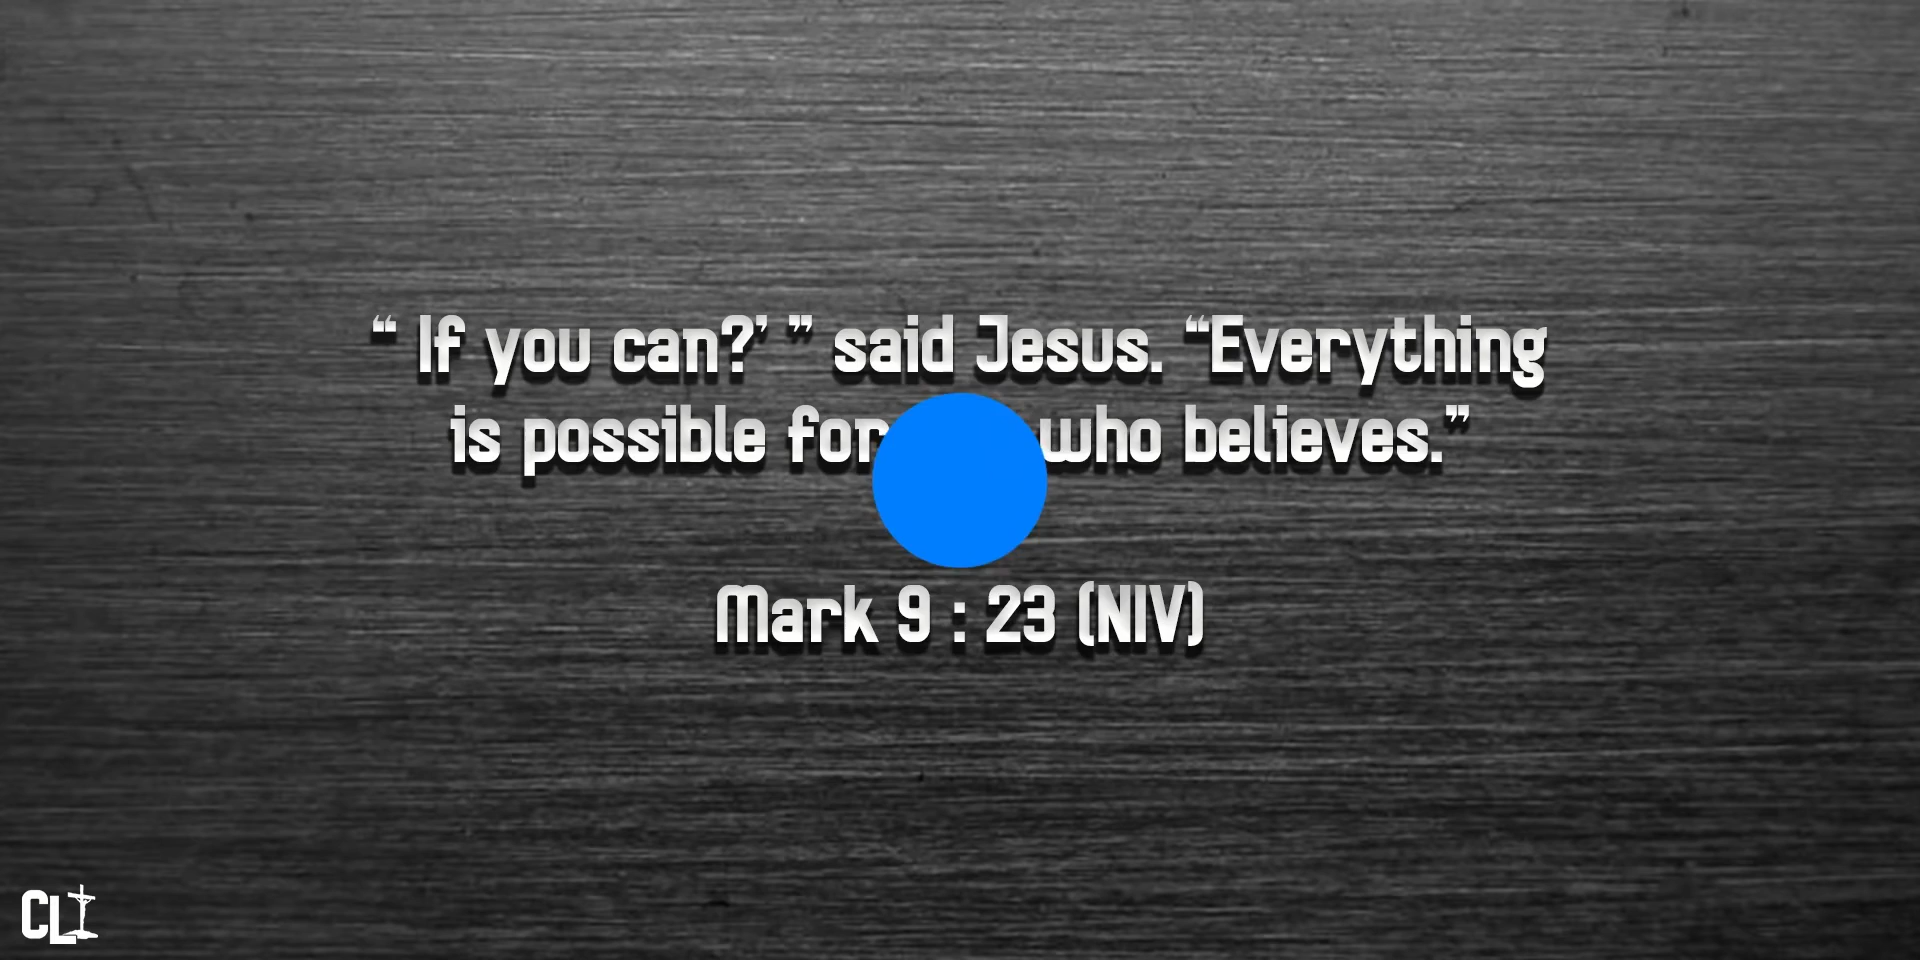 “ If you can?’ ” said Jesus. “Everything
is possible for who believes.”
Mark 9 : 23 (NIV)
CL